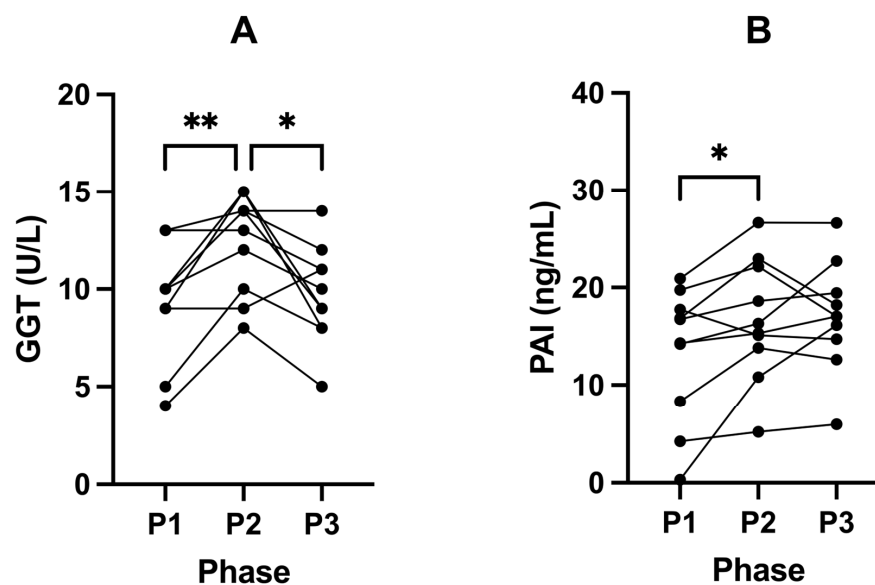 A
20
15
10
5
0
GGT (U/L)
** *
P1 P2 P3
Phase
B
40
30
20
10
0
PAI (ng/mL)
*
P1 P2 P3
Phase